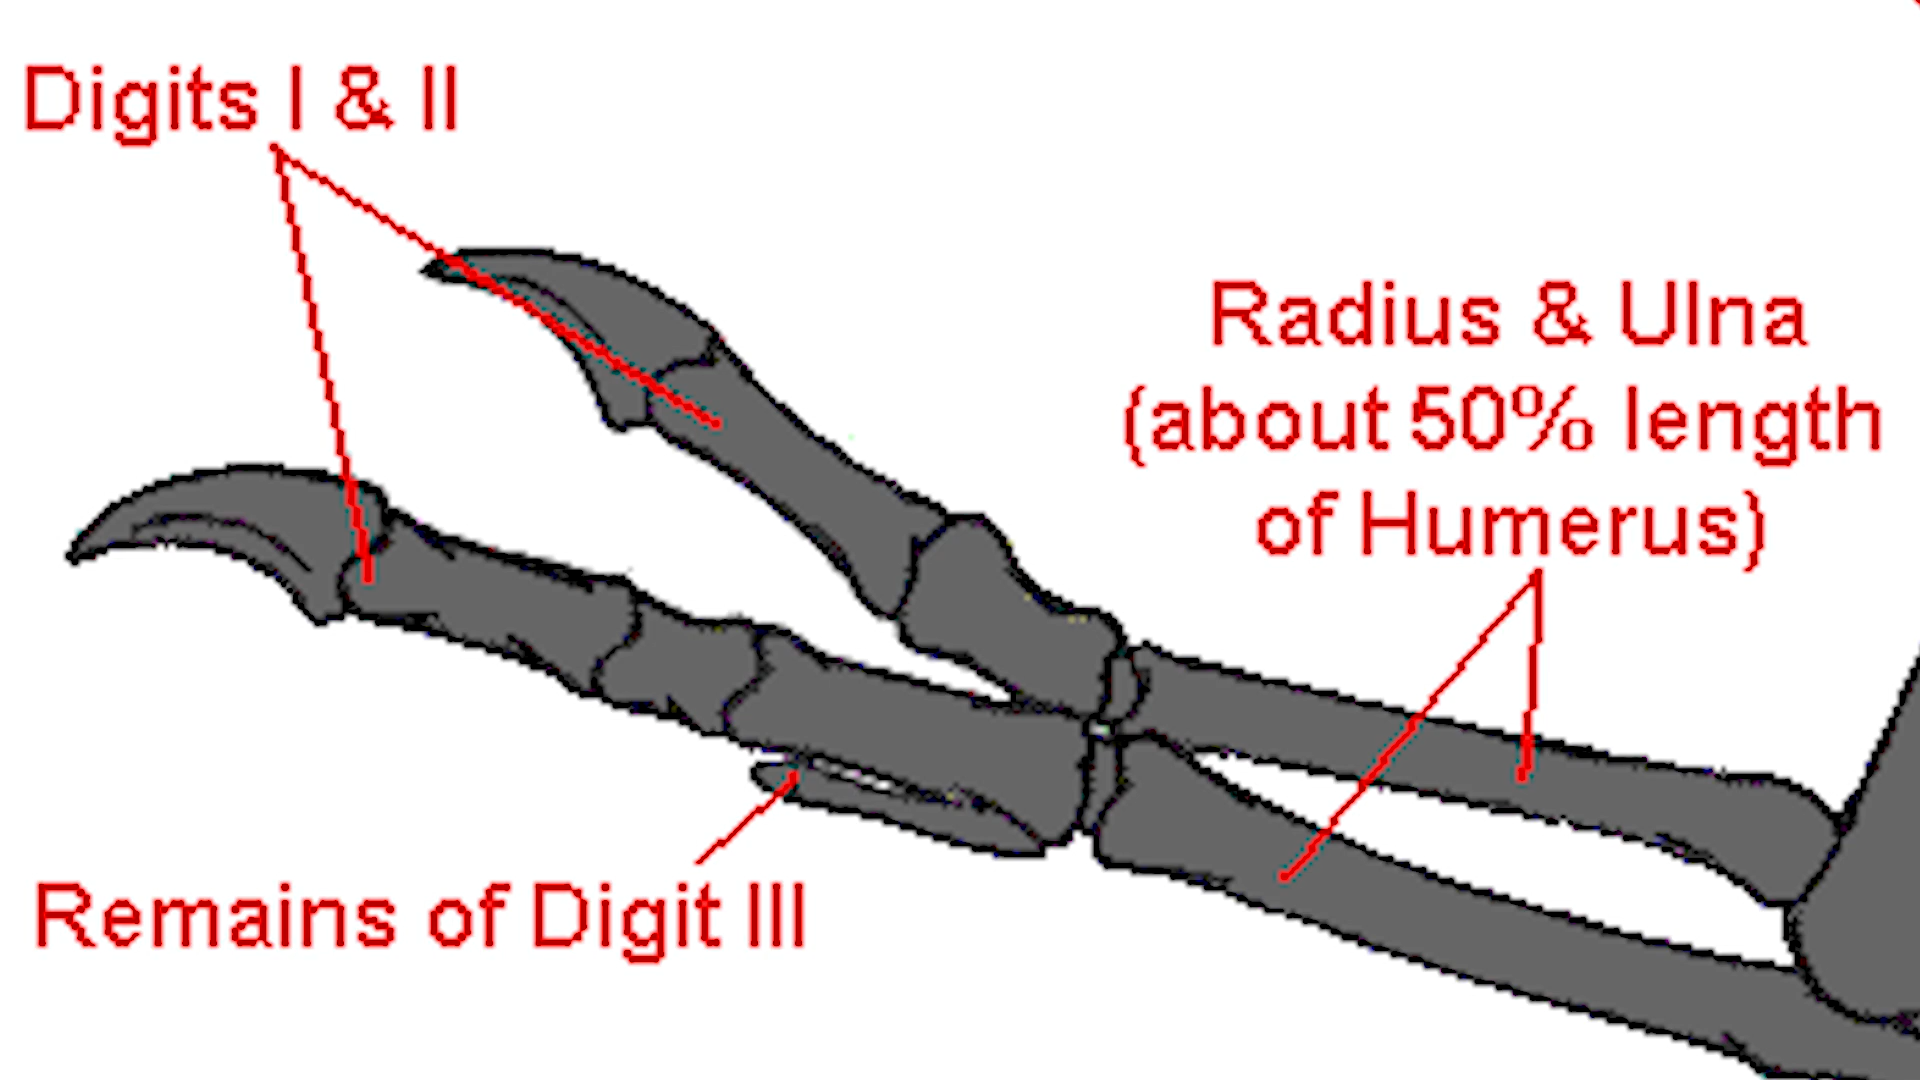 Digits I & II
Radius & Ulna
(about 50% length
of Humerus)
Remains of Digit III